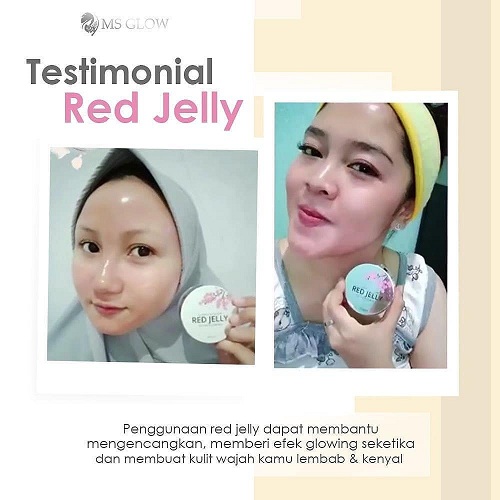 MS GLOW
Testimonial
Red Jelly
RED JELLY
RED JELLY
Penggunaan red jelly dapat membantu
mengencangkan, memberi efek glowing seketika
dan membuat kulit wajah kamu lembab & kenyal